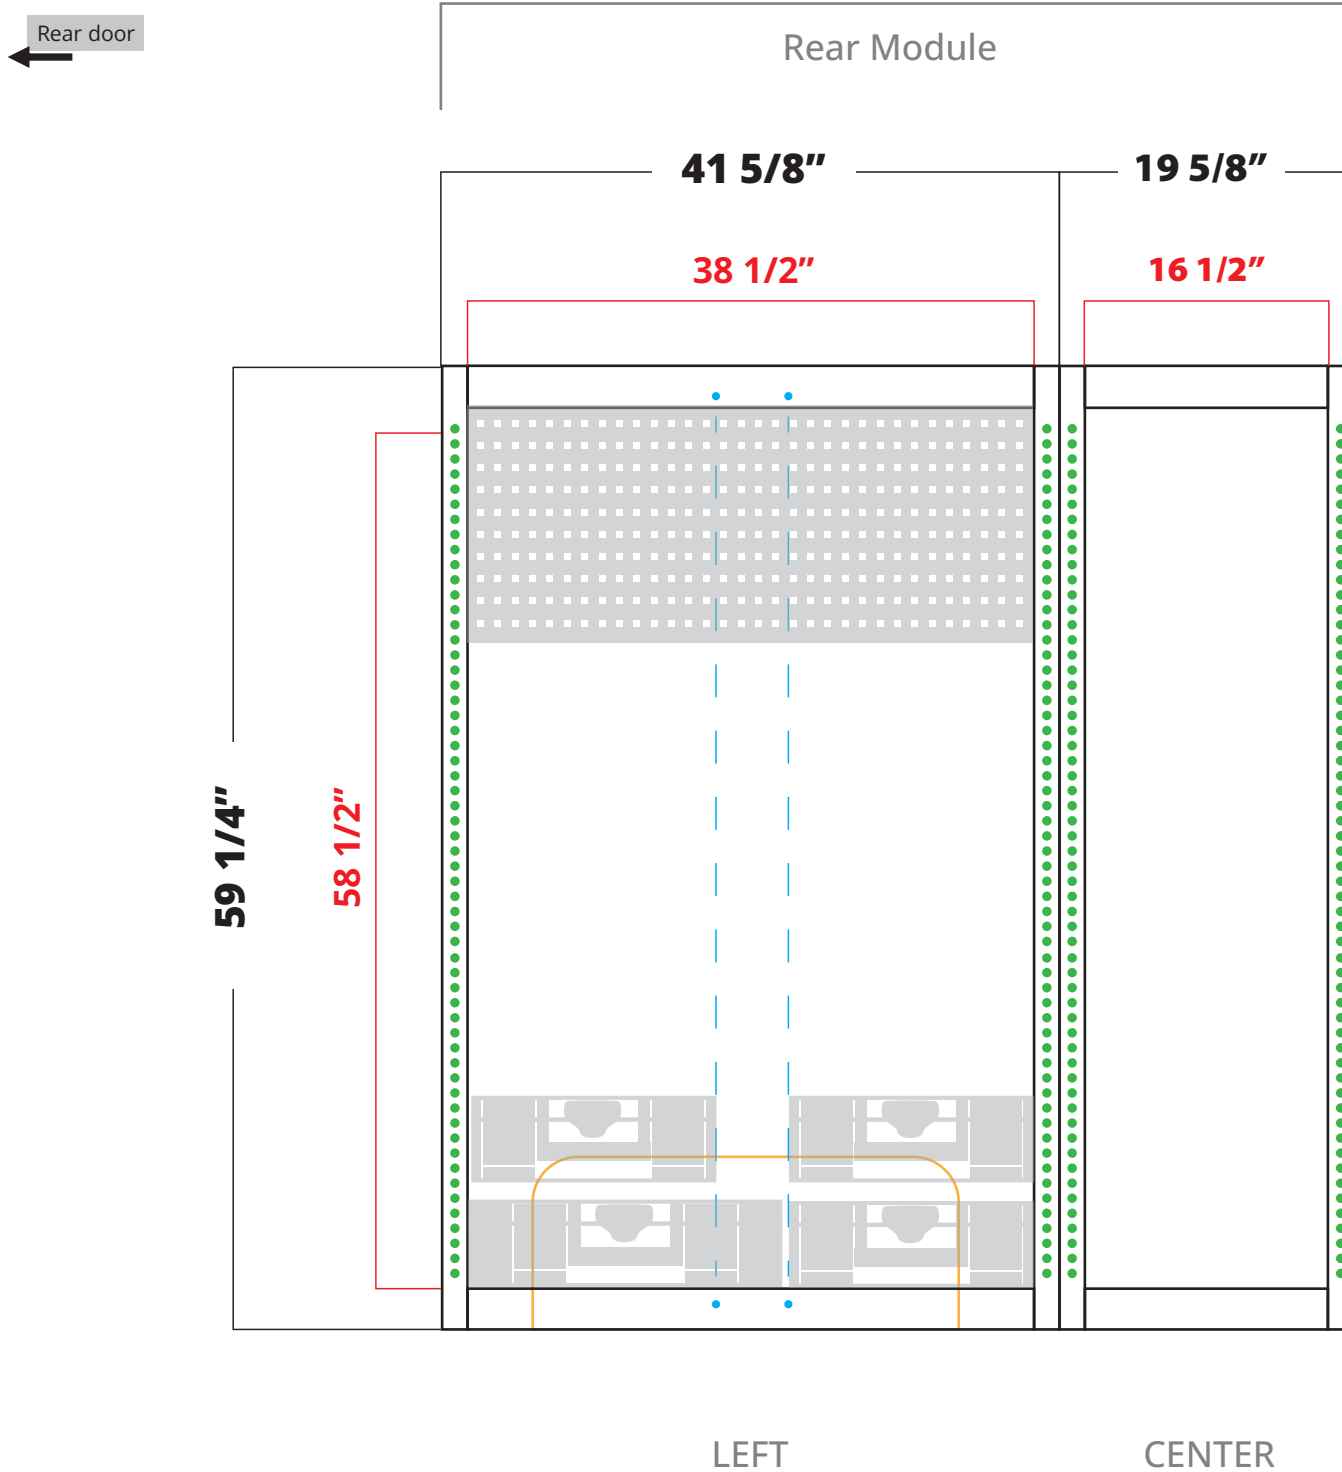 Rear door
Rear Module
41 5/8”
19 5/8”
38 1/2”
16 1/2”
59 1/4”
58 1/2”
LEFT
CENTER